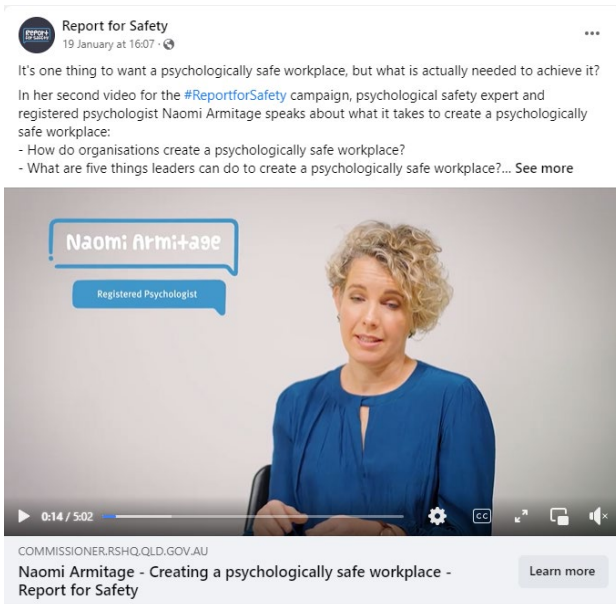 REPORT
for Safety
Report for Safety
19 January at 16:07 ·
It's one thing to want a psychologically safe workplace, but what is actually needed to achieve it?
In her second video for the #ReportforSafety campaign, psychological safety expert and
registered psychologist Naomi Armitage speaks about what it takes to create a psychologically
safe workplace:
- How do organisations create a psychologically safe workplace?
- What are five things leaders can do to create a psychologically safe workplace?... See more
Naomi Armitage
Registered Psychologist
0:14 / 5:02
CC
COMMISSIONER.RSHQ.QLD.GOV.AU
Naomi Armitage - Creating a psychologically safe workplace -
Report for Safety
Learn more